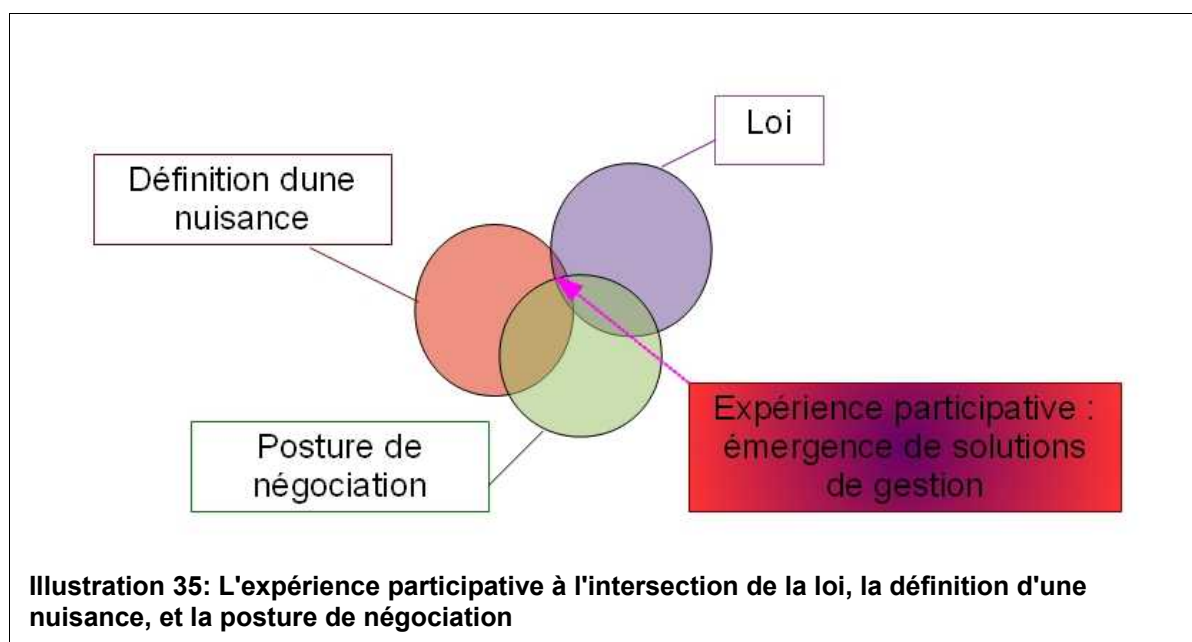 Loi
Définition dune
nuisance
Posture de
négociation
Expérience participative :
émergence de solutions
de gestion
Illustration 35: L'expérience participative à l'intersection de la loi, la définition d'une
nuisance, et la posture de négociation